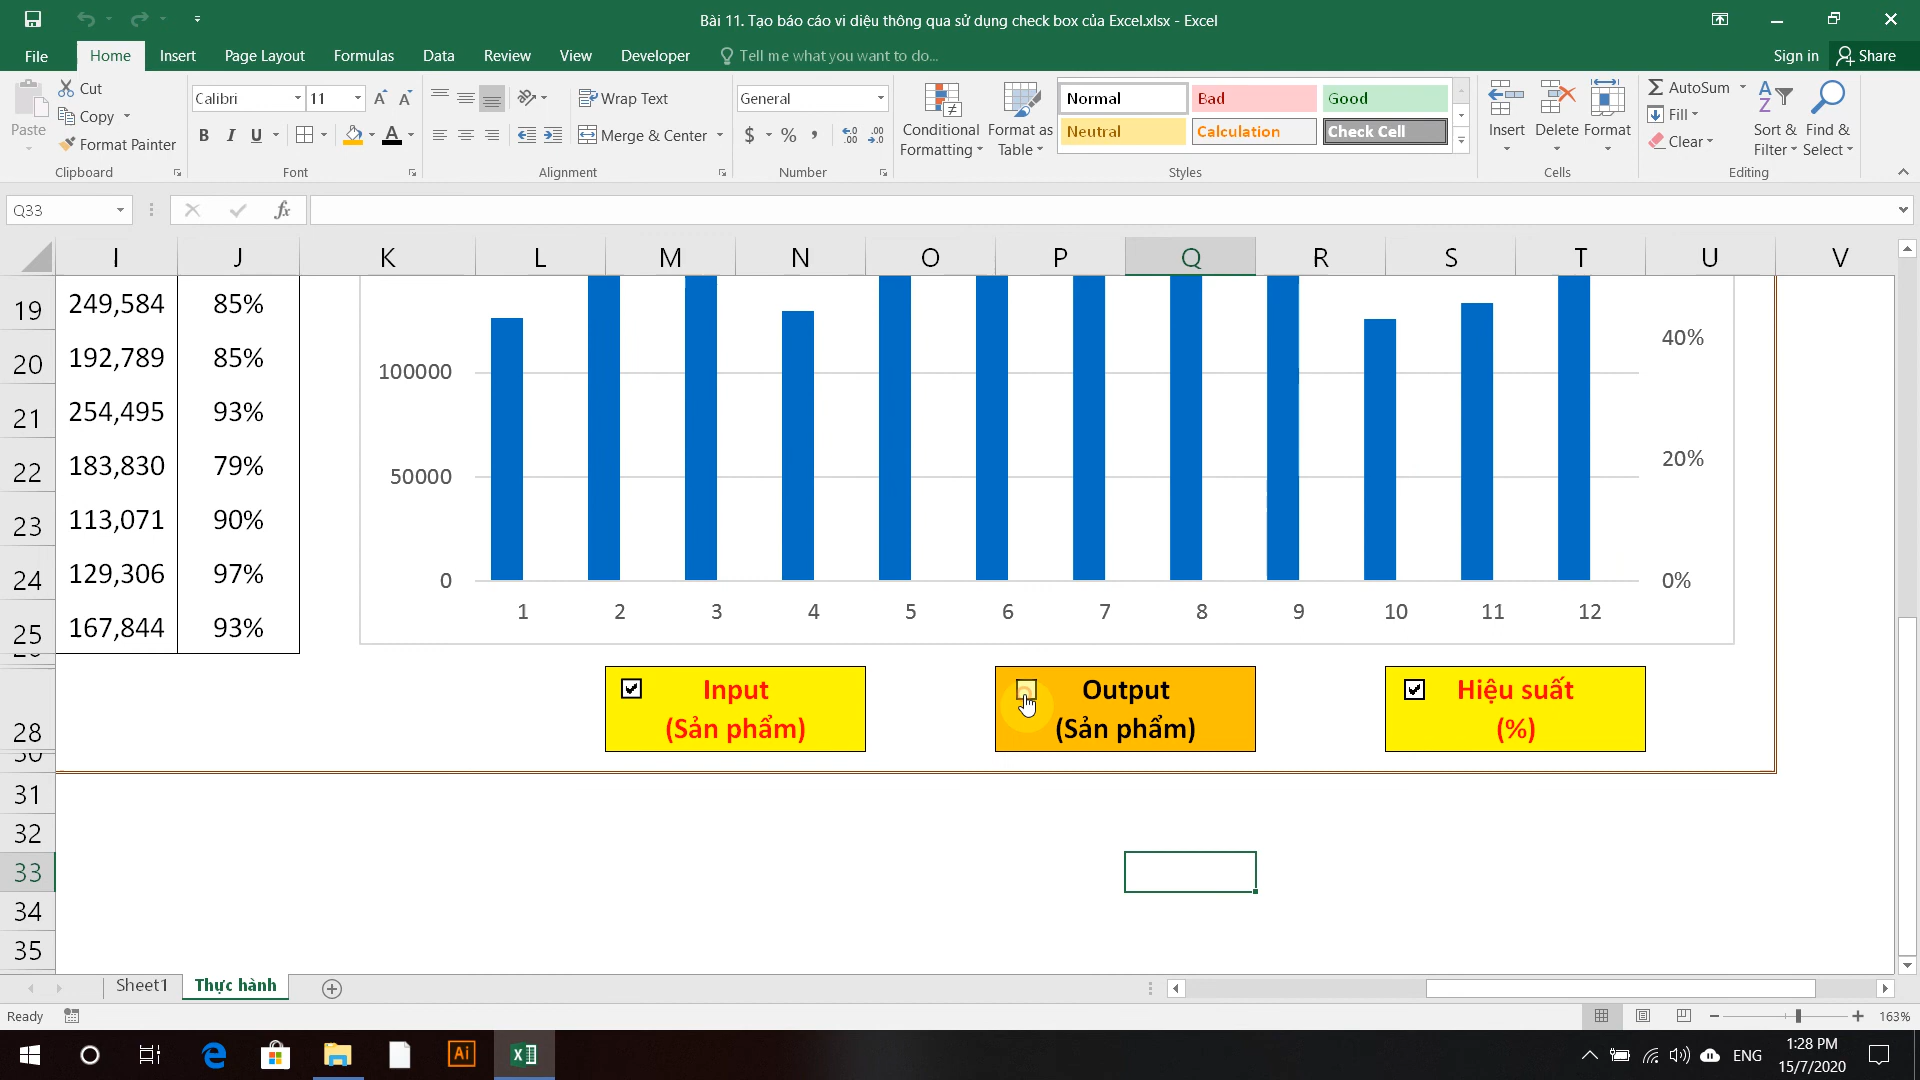 Bài 11. Tạo báo cáo vi diệu thông qua sử dụng check box của Excel.xlsx - Excel
File Home Insert Page Layout Formulas Data Review View Developer Tell me what you want to do... Sign in Share
Paste Cut Copy Format Painter Clipboard
Calibri 11 B I U A A Font
Wrap Text Merge & Center Alignment
General $ % , Number
Conditional Formatting Format as Table
Normal Bad Good
Neutral Calculation Check Cell
Styles
Insert Delete Format Cells
AutoSum Fill Clear Sort & Filter Find & Select Editing
Q33 fx
I J K L M N O P Q R S T U V
19 249,584 85%
20 192,789 85%
21 254,495 93%
22 183,830 79%
23 113,071 90%
24 129,306 97%
25 167,844 93%
28
30
31
32
33
34
35
100000
50000
0
40%
20%
0%
1 2 3 4 5 6 7 8 9 10 11 12
Input
(Sản phẩm)
Output
(Sản phẩm)
Hiệu suất
(%)
Sheet1 Thực hành
Ready 163%
Ai ENG 1:28 PM
15/7/2020